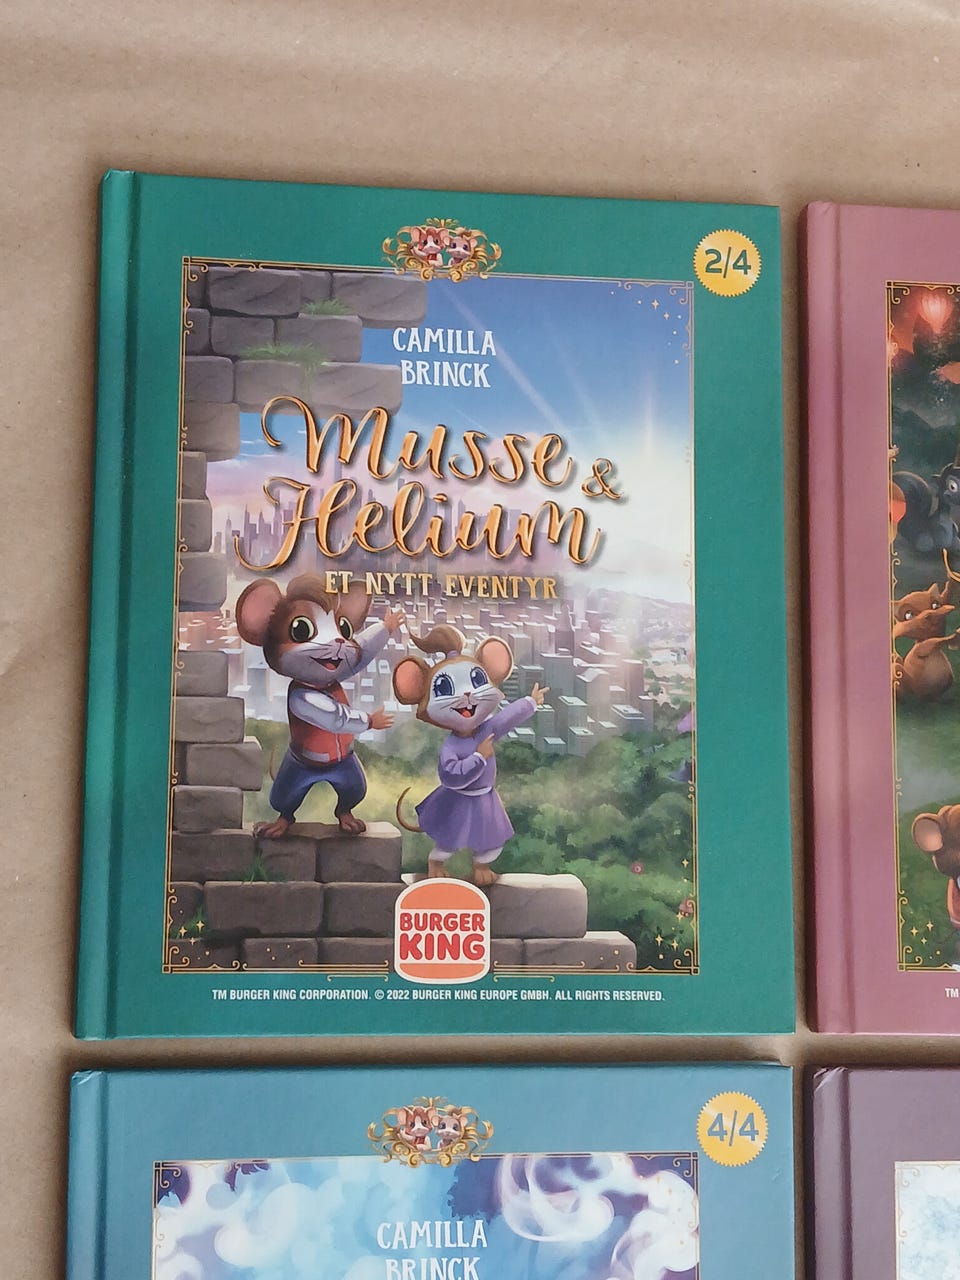 2/4
CAMILLA
BRINCK
Musse &
Helium
ET NYTT EVENTYR
BURGER
KING
TM BURGER KING CORPORATION. © 2022 BURGER KING EUROPE GMBH. ALL RIGHTS RESERVED.
TM
4/4
CAMILLA
BRINCK